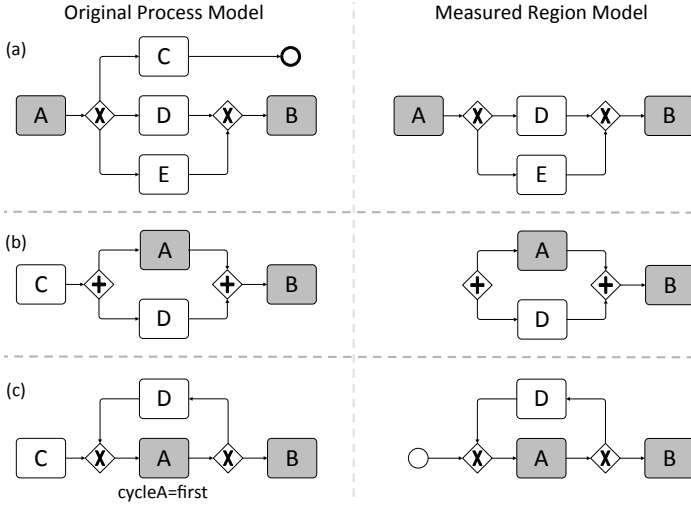 Original Process Model Measured Region Model
(a)
C
A X D X B A X D X B
E E
(b)
A A
C + + B + + B
D D
(c)
D D
C X A X B X A X B
cycleA=first